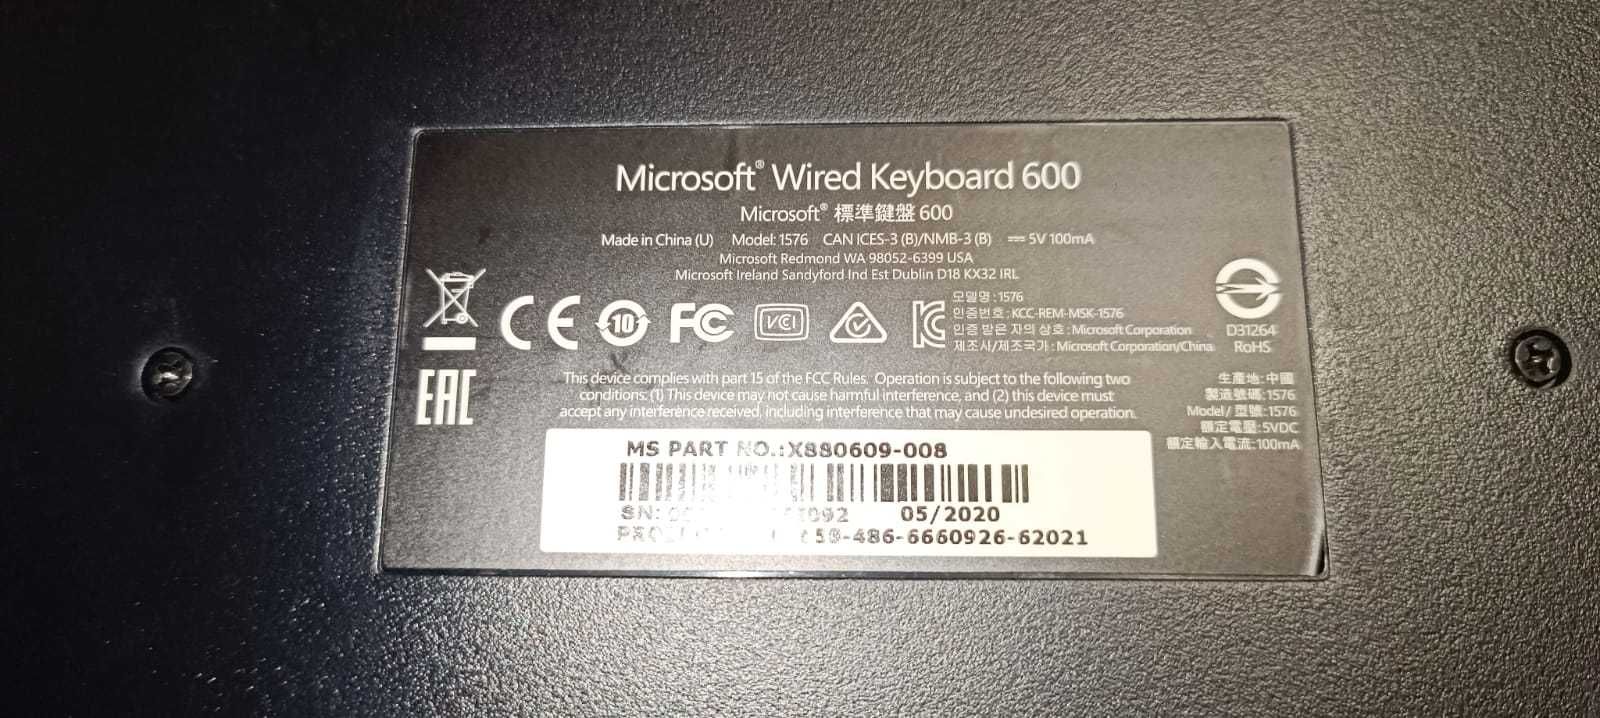 Microsoft® Wired Keyboard 600
Microsoft® 標準鍵盤 600
Made in China (U) Model: 1576 CAN ICES-3 (B)/NMB-3 (B) ⎓ 5V 100mA
Microsoft Redmond WA 98052-6399 USA
Microsoft Ireland Sandyford Ind Est Dublin D18 KX32 IRL
CE 10 FC VCCI
모델명 : 1576
인증번호 : KCC-REM-MSK-1576
인증 받은 자의 상호 : Microsoft Corporation
제조사/제조국가 : Microsoft Corporation/China
D31264
RoHS
EAC
This device complies with part 15 of the FCC Rules. Operation is subject to the following two
conditions: (1) This device may not cause harmful interference, and (2) this device must
accept any interference received, including interference that may cause undesired operation.
生產地: 中國
製造號碼: 1576
Model/ 型號: 1576
額定電壓: 5VDC
額定輸入電流: 100mA
MS PART NO.:X880609-008
SN: 05/2020
-486-6660926-62021